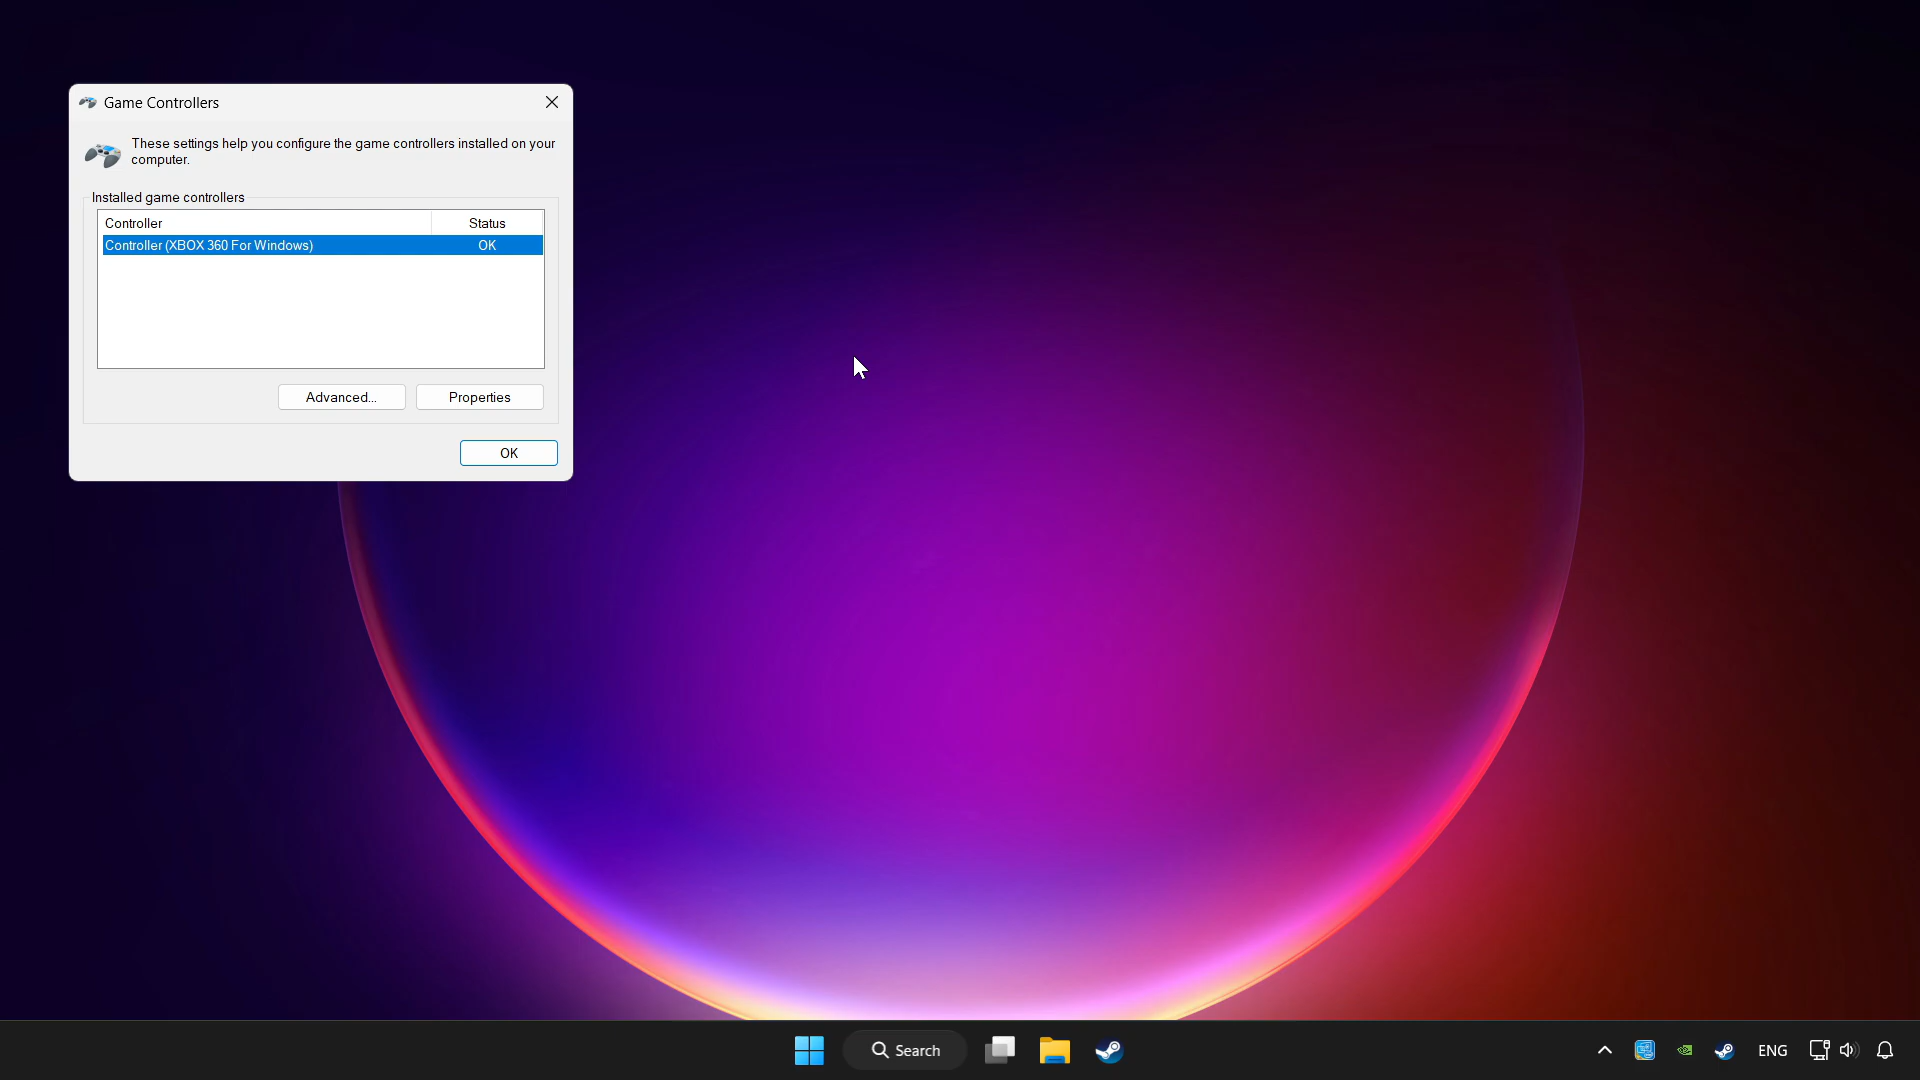 Game Controllers
These settings help you configure the game controllers installed on your
computer.
Installed game controllers
Controller Status
Controller (XBOX 360 For Windows) OK
Advanced... Properties
OK
Search ENG